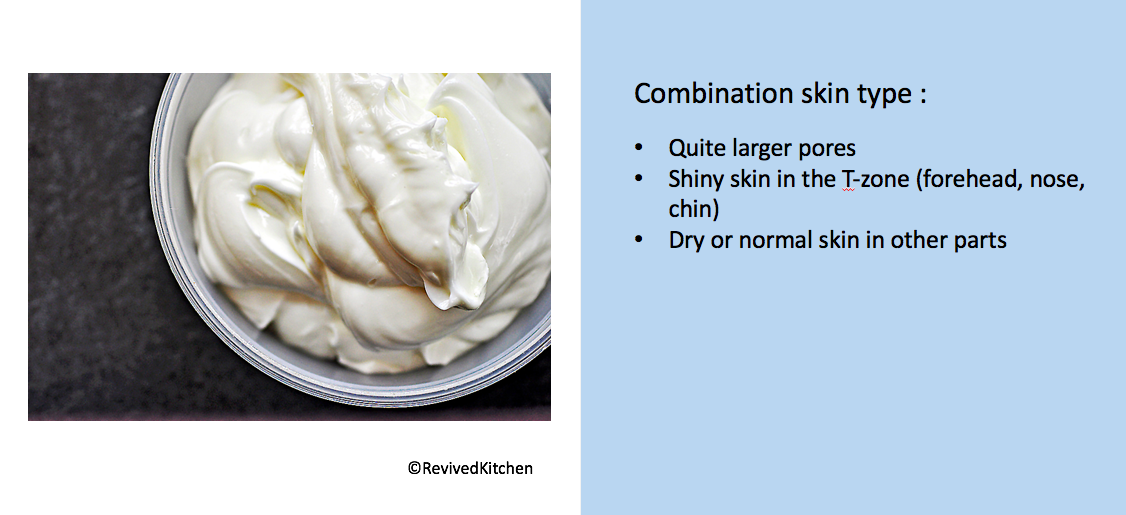 Combination skin type :
• Quite larger pores
• Shiny skin in the T-zone (forehead, nose,
chin)
• Dry or normal skin in other parts
©RevivedKitchen